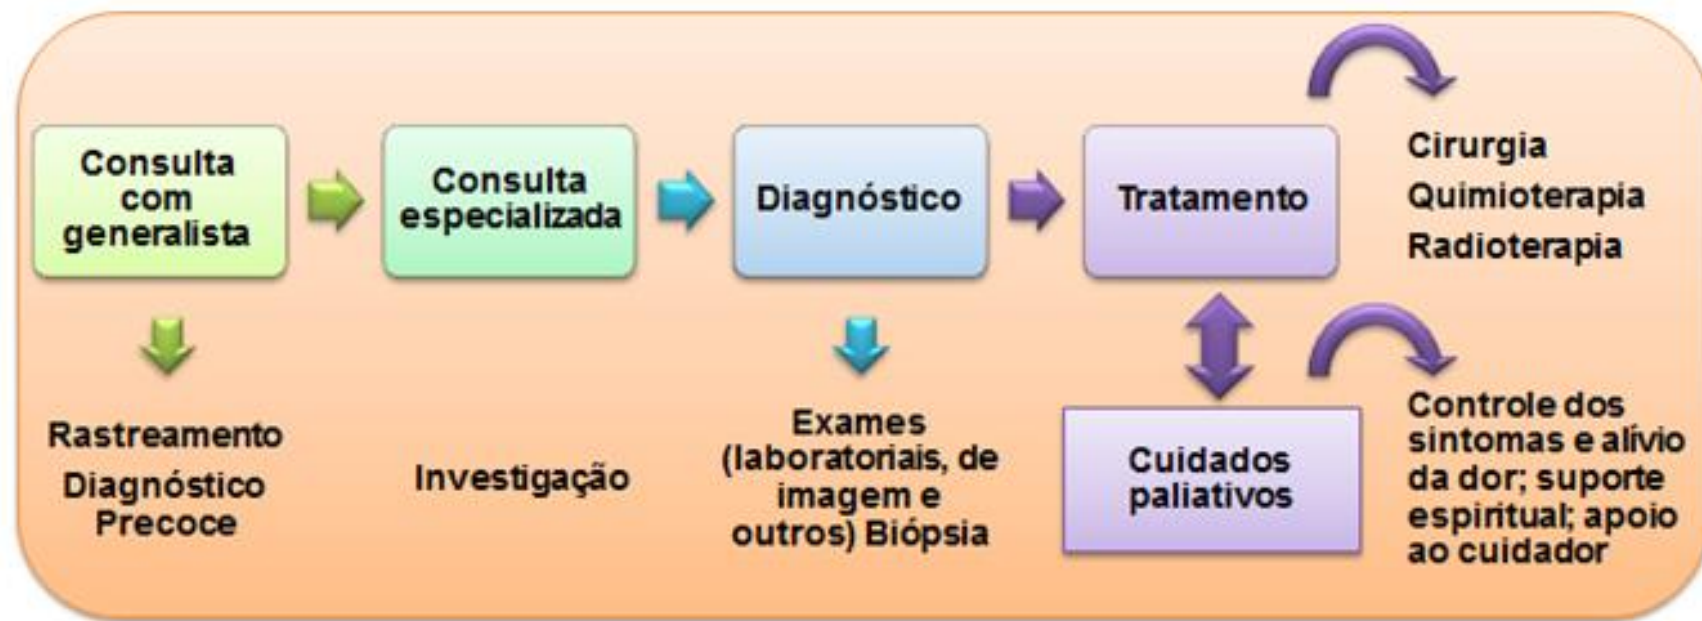 Consulta
com
generalista
Consulta
especializada
Diagnóstico
Tratamento
Cirurgia
Quimioterapia
Radioterapia
Rastreamento
Diagnóstico
Precoce
Investigação
Exames
(laboratoriais, de
imagem e
outros) Biópsia
Cuidados
paliativos
Controle dos
sintomas e alívio
da dor; suporte
espiritual; apoio
ao cuidador